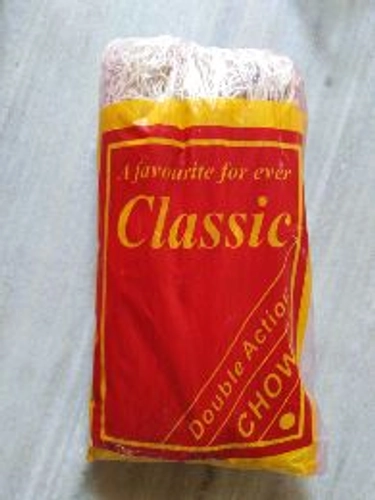 A favourite for ever
Classic
Double Action
CHOW